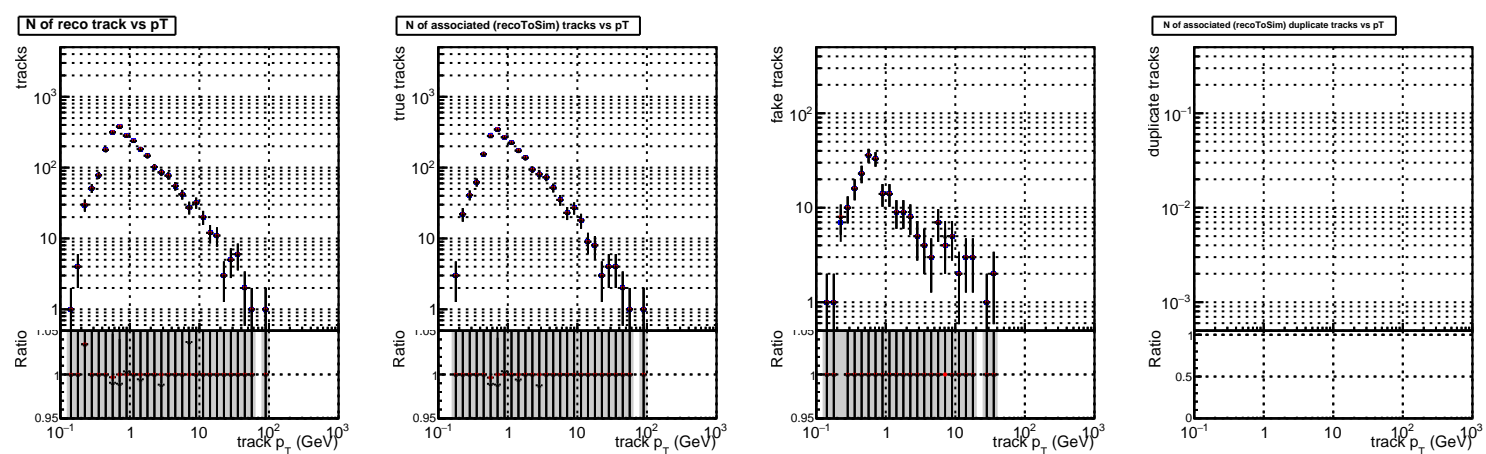 N of reco track vs pT
tracks
10³
10²
10
1
Ratio
1.05
1
0.95
10⁻¹ 1 10 10² 10³
track p_T (GeV)
N of associated (recoToSim) tracks vs pT
true tracks
10³
10²
10
1
Ratio
1.05
1
0.95
10⁻¹ 1 10 10² 10³
track p_T (GeV)
fake tracks
10²
10
1
Ratio
1.05
1
0.95
10⁻¹ 1 10 10² 10³
track p_T (GeV)
N of associated (recoToSim) duplicate tracks vs pT
duplicate tracks
10⁻¹
10⁻²
10⁻³
Ratio
1
0.5
0
10⁻¹ 1 10 10² 10³
track p_T (GeV)